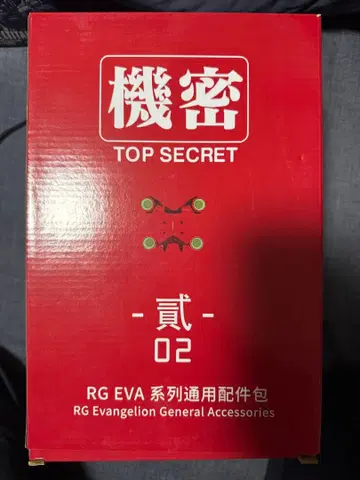 機密
TOP SECRET
-貳-
02
RG EVA 系列通用配件包
RG Evangelion General Accessories